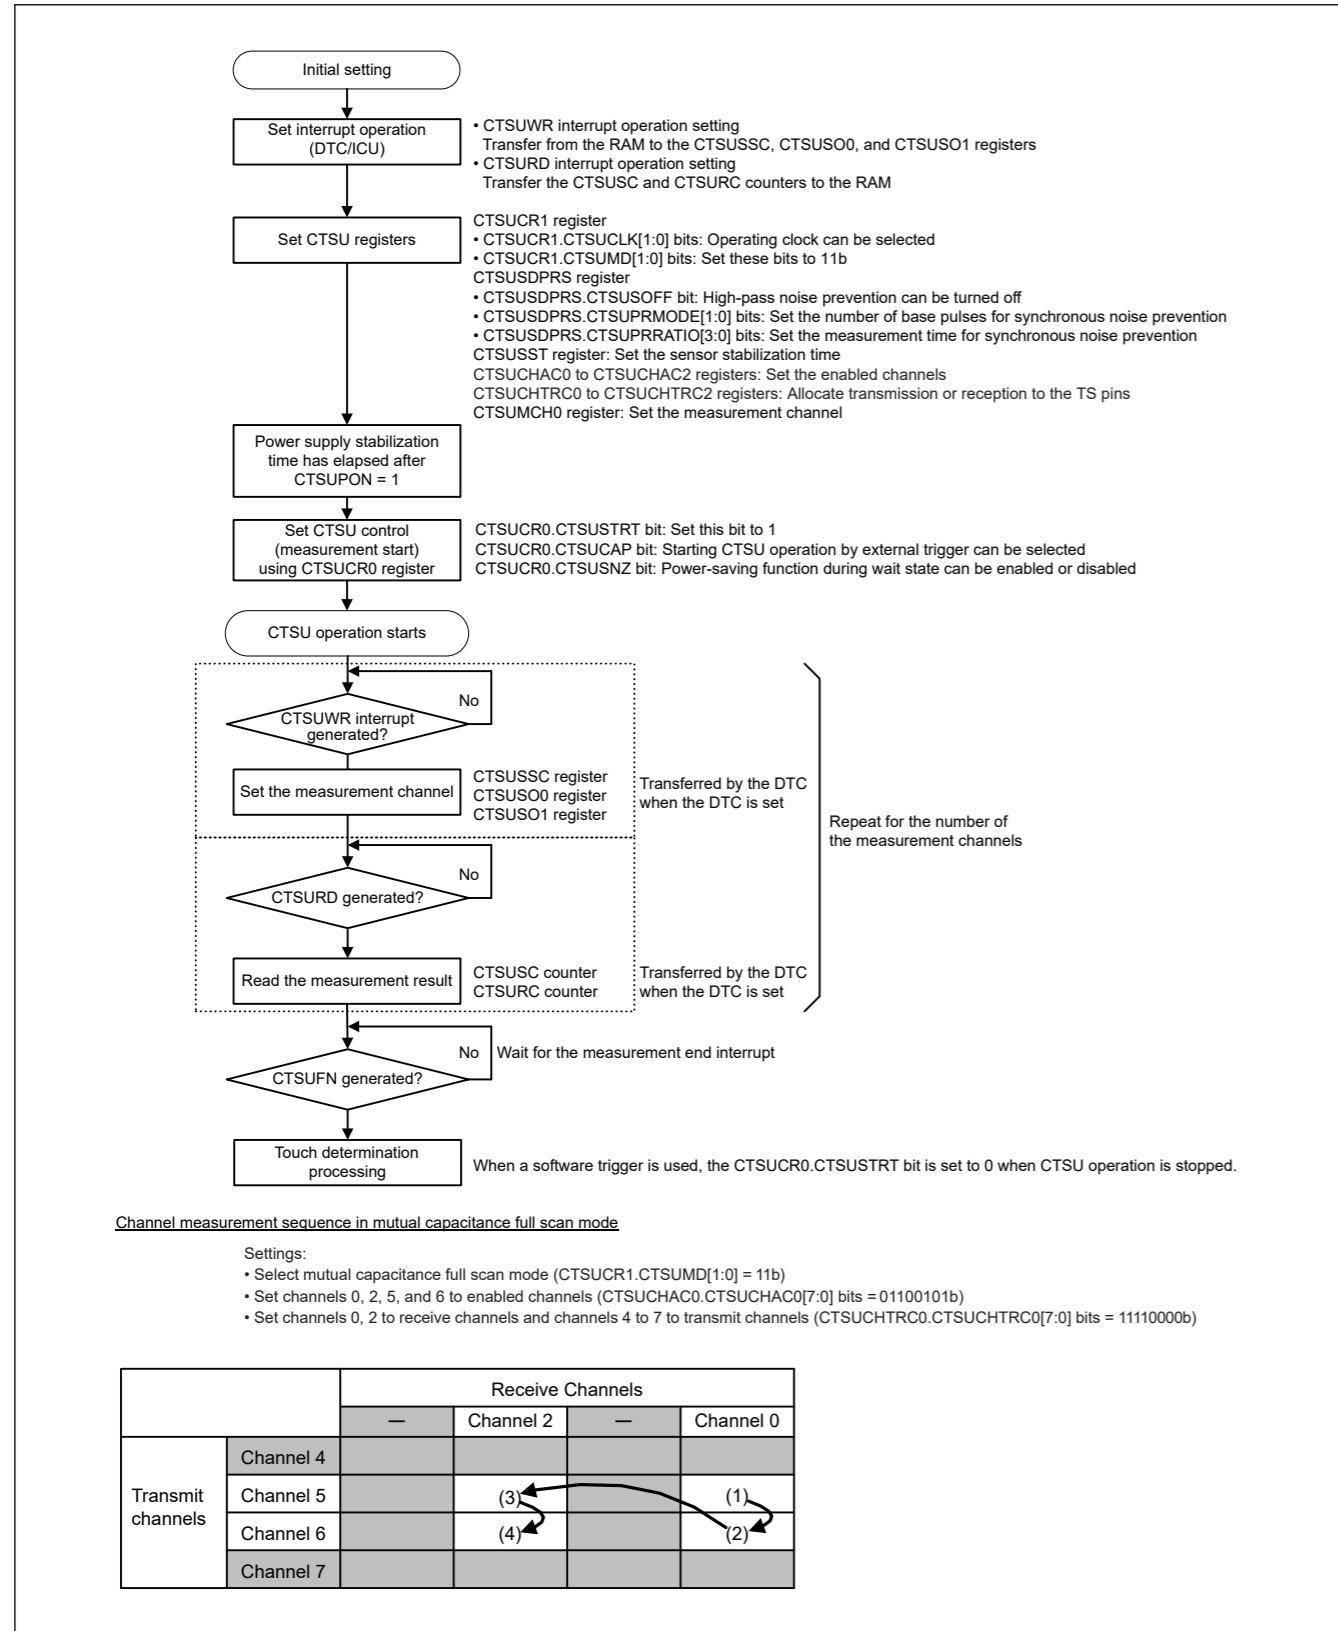 Initial setting
Set interrupt operation
(DTC/ICU)
• CTSUWR interrupt operation setting
Transfer from the RAM to the CTSUSSC, CTSUSO0, and CTSUSO1 registers
• CTSURD interrupt operation setting
Transfer the CTSUSC and CTSURC counters to the RAM
Set CTSU registers
CTSUCR1 register
• CTSUCR1.CTSUCLK[1:0] bits: Operating clock can be selected
• CTSUCR1.CTSUMD[1:0] bits: Set these bits to 11b
CTSUSDPRS register
• CTSUSDPRS.CTSUSOFF bit: High-pass noise prevention can be turned off
• CTSUSDPRS.CTSUPRMODE[1:0] bits: Set the number of base pulses for synchronous noise prevention
• CTSUSDPRS.CTSUPRRATIO[3:0] bits: Set the measurement time for synchronous noise prevention
CTSUSST register: Set the sensor stabilization time
CTSUCHAC0 to CTSUCHAC2 registers: Set the enabled channels
CTSUCHTRC0 to CTSUCHTRC2 registers: Allocate transmission or reception to the TS pins
CTSUMCH0 register: Set the measurement channel
Power supply stabilization
time has elapsed after
CTSUPON = 1
Set CTSU control
(measurement start)
using CTSUCR0 register
CTSUCR0.CTSUSTRT bit: Set this bit to 1
CTSUCR0.CTSUCAP bit: Starting CTSU operation by external trigger can be selected
CTSUCR0.CTSUSNZ bit: Power-saving function during wait state can be enabled or disabled
CTSU operation starts
No
CTSUWR interrupt
generated?
Set the measurement channel
CTSUSSC register
CTSUSO0 register
CTSUSO1 register
Transferred by the DTC
when the DTC is set
Repeat for the number of
the measurement channels
No
CTSURD generated?
Read the measurement result
CTSUSC counter
CTSURC counter
Transferred by the DTC
when the DTC is set
No
Wait for the measurement end interrupt
CTSUFN generated?
Touch determination
processing
When a software trigger is used, the CTSUCR0.CTSUSTRT bit is set to 0 when CTSU operation is stopped.
Channel measurement sequence in mutual capacitance full scan mode
Settings:
• Select mutual capacitance full scan mode (CTSUCR1.CTSUMD[1:0] = 11b)
• Set channels 0, 2, 5, and 6 to enabled channels (CTSUCHAC0.CTSUCHAC0[7:0] bits = 01100101b)
• Set channels 0, 2 to receive channels and channels 4 to 7 to transmit channels (CTSUCHTRC0.CTSUCHTRC0[7:0] bits = 11110000b)
Receive Channels
— Channel 2 — Channel 0
Transmit
channels
Channel 4
Channel 5 (3) (1)
Channel 6 (4) (2)
Channel 7